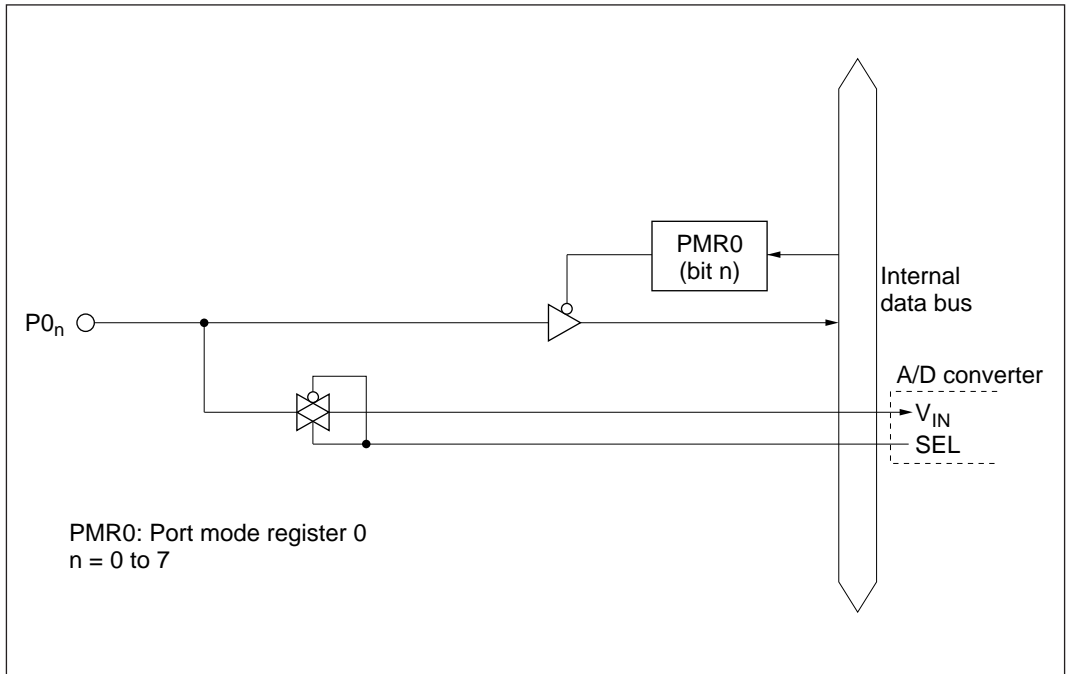 PMR0
(bit n)
Internal
data bus
P0n
A/D converter
VIN
SEL
PMR0: Port mode register 0
n = 0 to 7